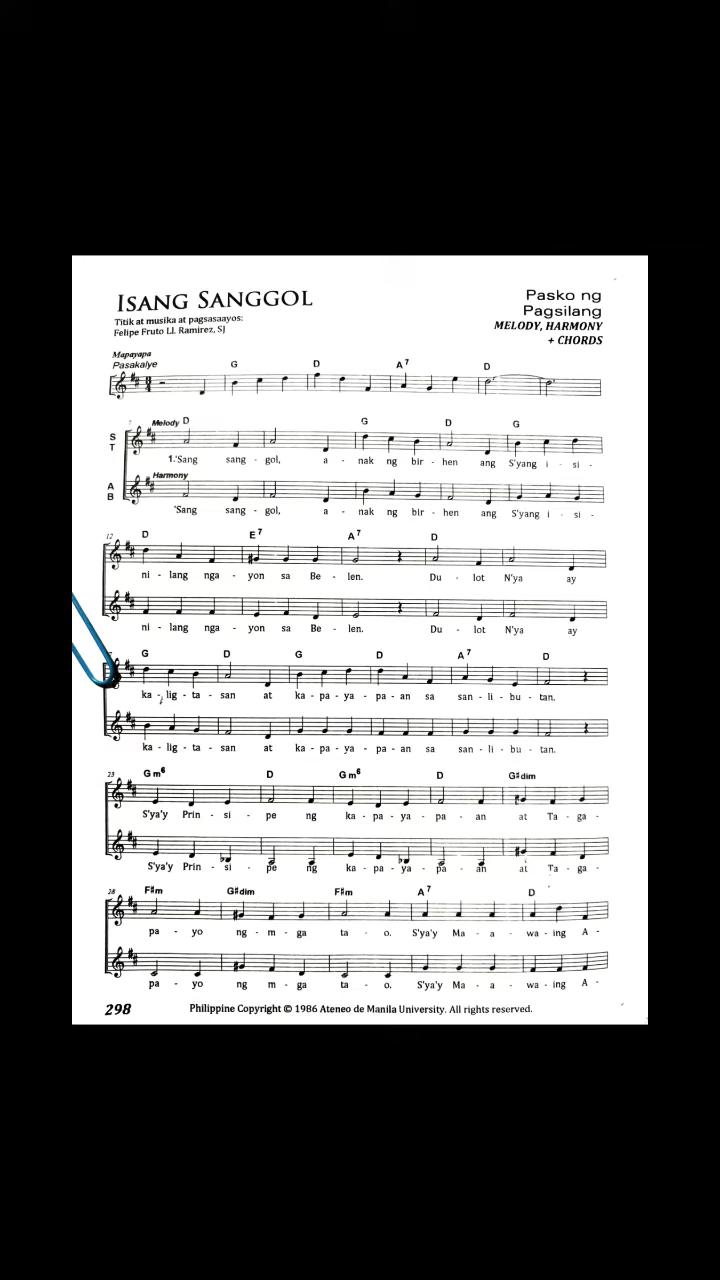 ISANG SANGGOL
Titik at musika at pagsasaayos:
Felipe Fruto Ll. Ramirez, SJ
Pasko ng
Pagsilang
MELODY, HARMONY
+ CHORDS
Mapayapa
Pasakalye
G D A7 D
Melody D G D G
S
T
1.'Sang sang - gol, a - nak ng bir - hen ang S'yang i - si -
Harmony
A
B
'Sang sang - gol, a - nak ng bir - hen ang S'yang i - si -
12
D E7 A7 D
ni - lang nga - yon sa Be - len. Du - lot N'ya ay
ni - lang nga - yon sa Be - len. Du - lot N'ya ay
G D G D A7 D
ka - lig - ta - san at ka - pa - ya - pa - an sa san - li - bu - tan.
ka - lig - ta - san at ka - pa - ya - pa - an sa san - li - bu - tan.
23
Gm6 D Gm6 D G#dim
S'ya'y Prin - si - pe ng ka - pa - ya - pa - an at Ta - ga -
S'ya'y Prin - si - pe ng ka - pa - ya - pa - an at Ta - ga -
28
F#m G#dim F#m A7 D
pa - yo ng - m - ga ta - o. S'ya'y Ma - a - wa - ing A -
pa - yo ng m - ga ta - o. S'ya'y Ma - a - wa - ing A -
298
Philippine Copyright © 1986 Ateneo de Manila University. All rights reserved.